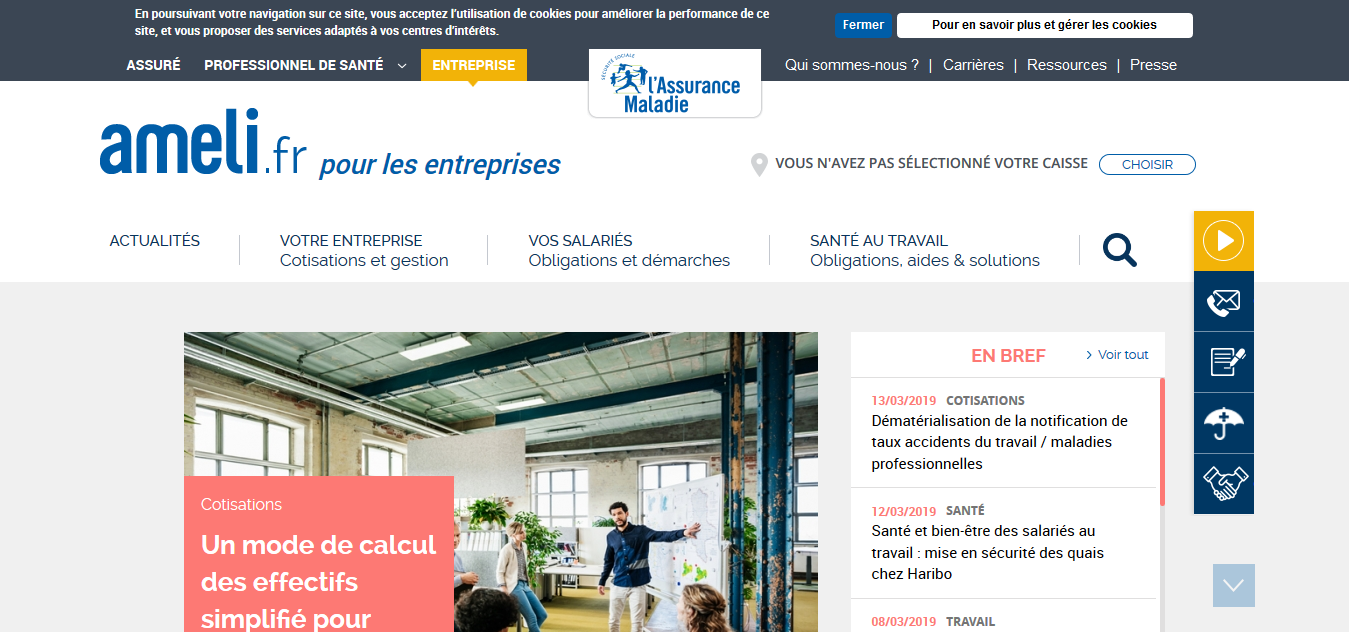 En poursuivant votre navigation sur ce site, vous acceptez l'utilisation de cookies pour améliorer la performance de ce
site, et vous proposer des services adaptés à vos centres d'intérêts.
Fermer
Pour en savoir plus et gérer les cookies
ASSURÉ
PROFESSIONNEL DE SANTÉ
ENTREPRISE
SÉCURITÉ SOCIALE
l'Assurance
Maladie
Qui sommes-nous ? | Carrières | Ressources | Presse
ameli.fr pour les entreprises
VOUS N'AVEZ PAS SÉLECTIONNÉ VOTRE CAISSE
CHOISIR
ACTUALITÉS
VOTRE ENTREPRISE
Cotisations et gestion
VOS SALARIÉS
Obligations et démarches
SANTÉ AU TRAVAIL
Obligations, aides & solutions
Cotisations
Un mode de calcul
des effectifs
simplifié pour
EN BREF
Voir tout
13/03/2019 COTISATIONS
Dématérialisation de la notification de
taux accidents du travail / maladies
professionnelles
12/03/2019 SANTÉ
Santé et bien-être des salariés au
travail : mise en sécurité des quais
chez Haribo
08/03/2019 TRAVAIL